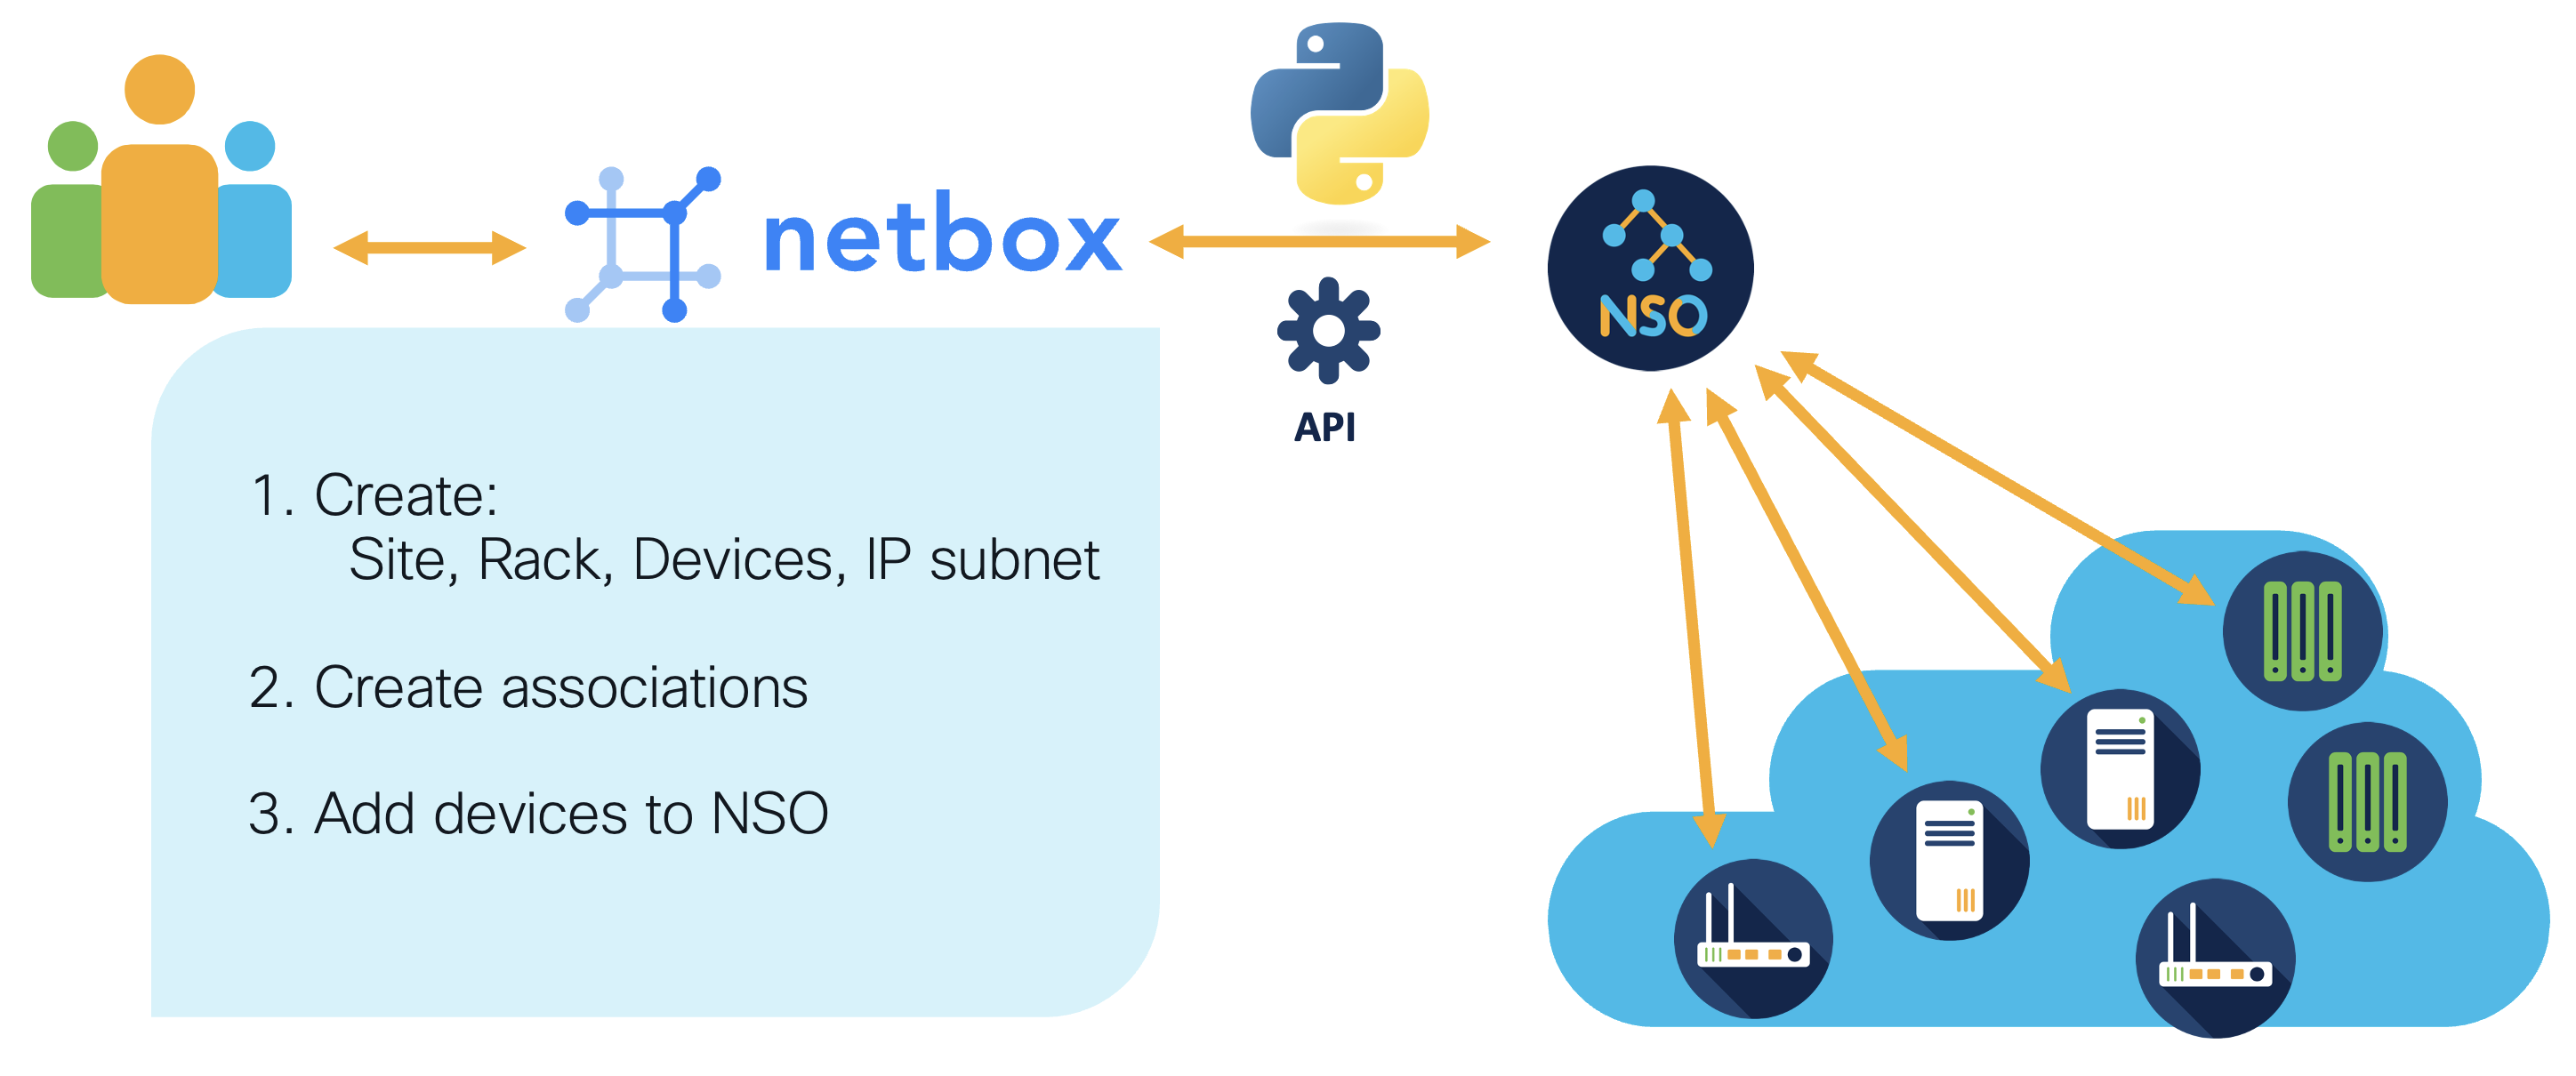 netbox
API
NSO
1. Create:
Site, Rack, Devices, IP subnet
2. Create associations
3. Add devices to NSO